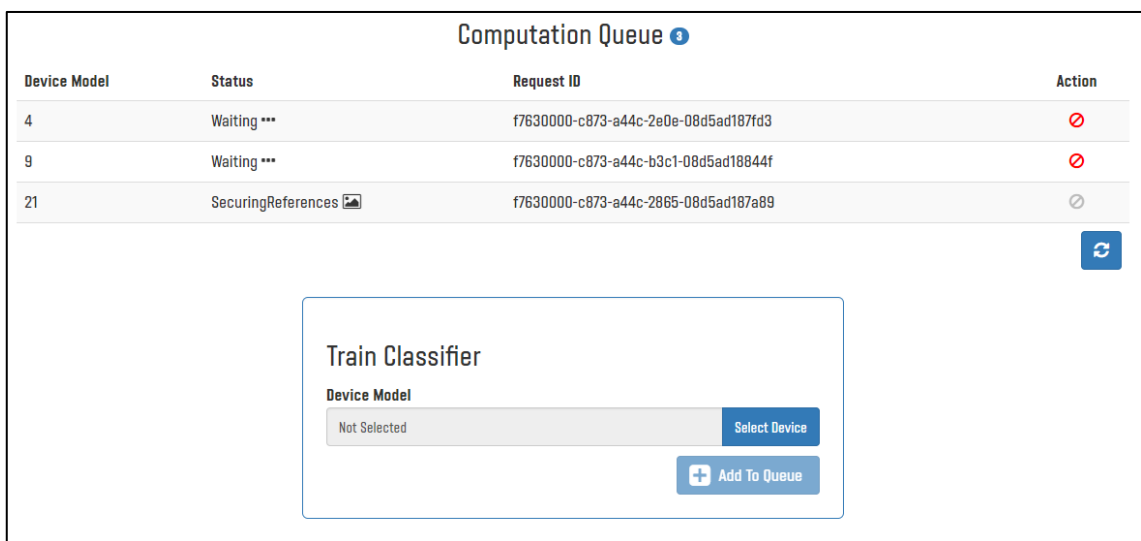 Computation Queue 3
Device Model Status Request ID Action
4 Waiting ••• f7630000-c873-a44c-2e0e-08d5ad187fd3
9 Waiting ••• f7630000-c873-a44c-b3c1-08d5ad18844f
21 SecuringReferences f7630000-c873-a44c-2865-08d5ad187a89
Train Classifier
Device Model
Not Selected Select Device
Add To Queue